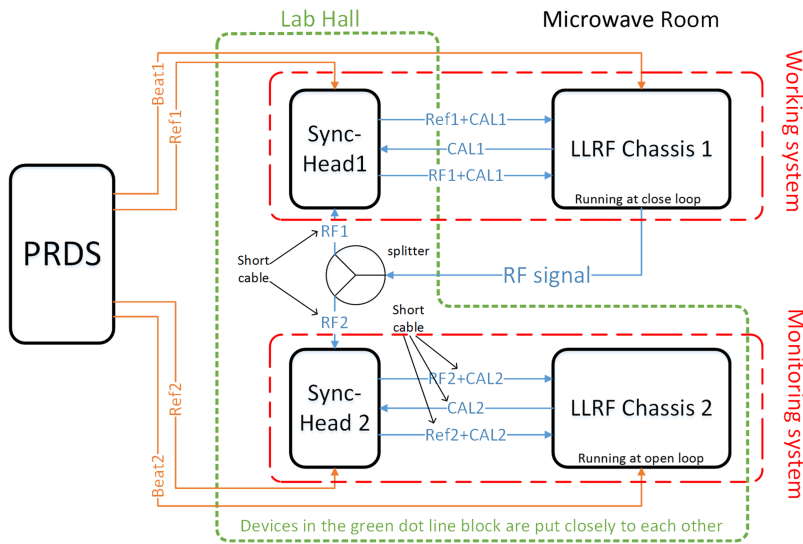 Lab Hall
Microwave Room
Beat1
Ref1
Sync-
Head1
Ref1+CAL1
CAL1
RF1+CAL1
LLRF Chassis 1
Running at close loop
Working system
PRDS
RF1
splitter
Short
cable
RF signal
RF2
Short
cable
Ref2
Beat2
Sync-
Head 2
RF2+CAL2
CAL2
Ref2+CAL2
LLRF Chassis 2
Running at open loop
Monitoring system
Devices in the green dot line block are put closely to each other